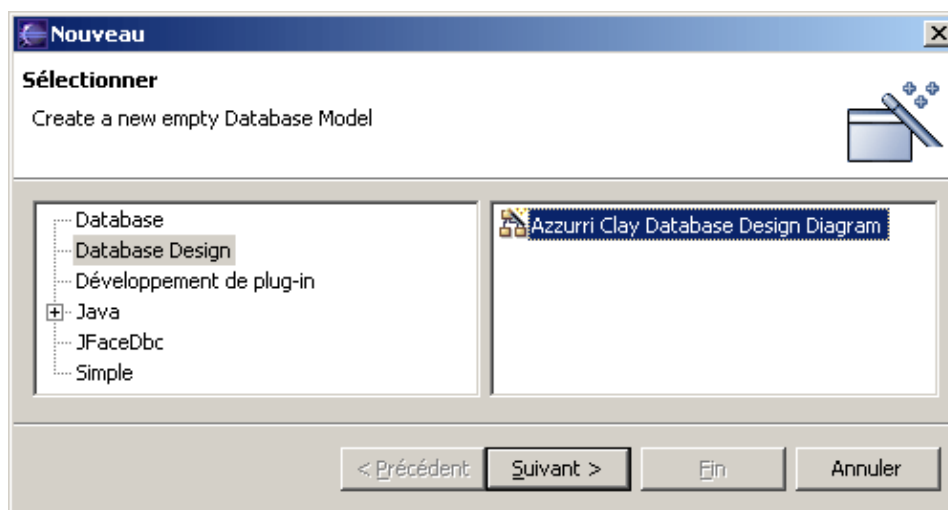 Nouveau
Sélectionner
Create a new empty Database Model
Database
Database Design
Développement de plug-in
Java
JFaceDbc
Simple
Azzurri Clay Database Design Diagram
< Précédent
Suivant >
Fin
Annuler